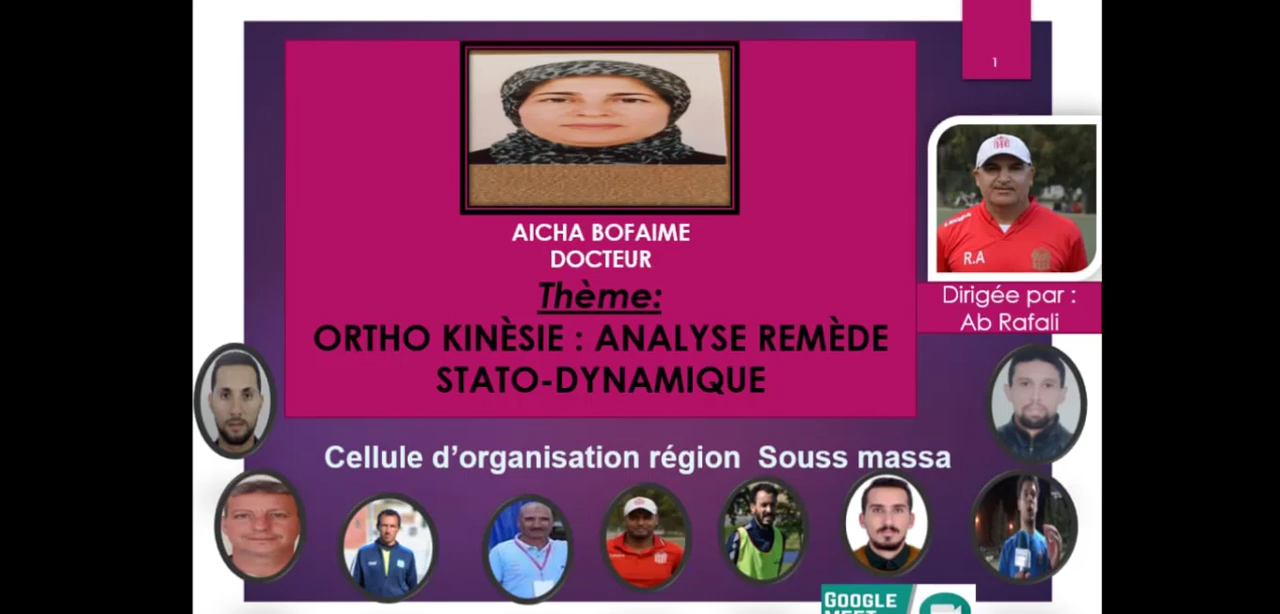 1
AICHA BOFAIME
DOCTEUR
Thème:
ORTHO KINÈSIE : ANALYSE REMÈDE
STATO-DYNAMIQUE
R.A
Dirigée par :
Ab Rafali
Cellule d’organisation région Souss massa
GOOGLE
MEET